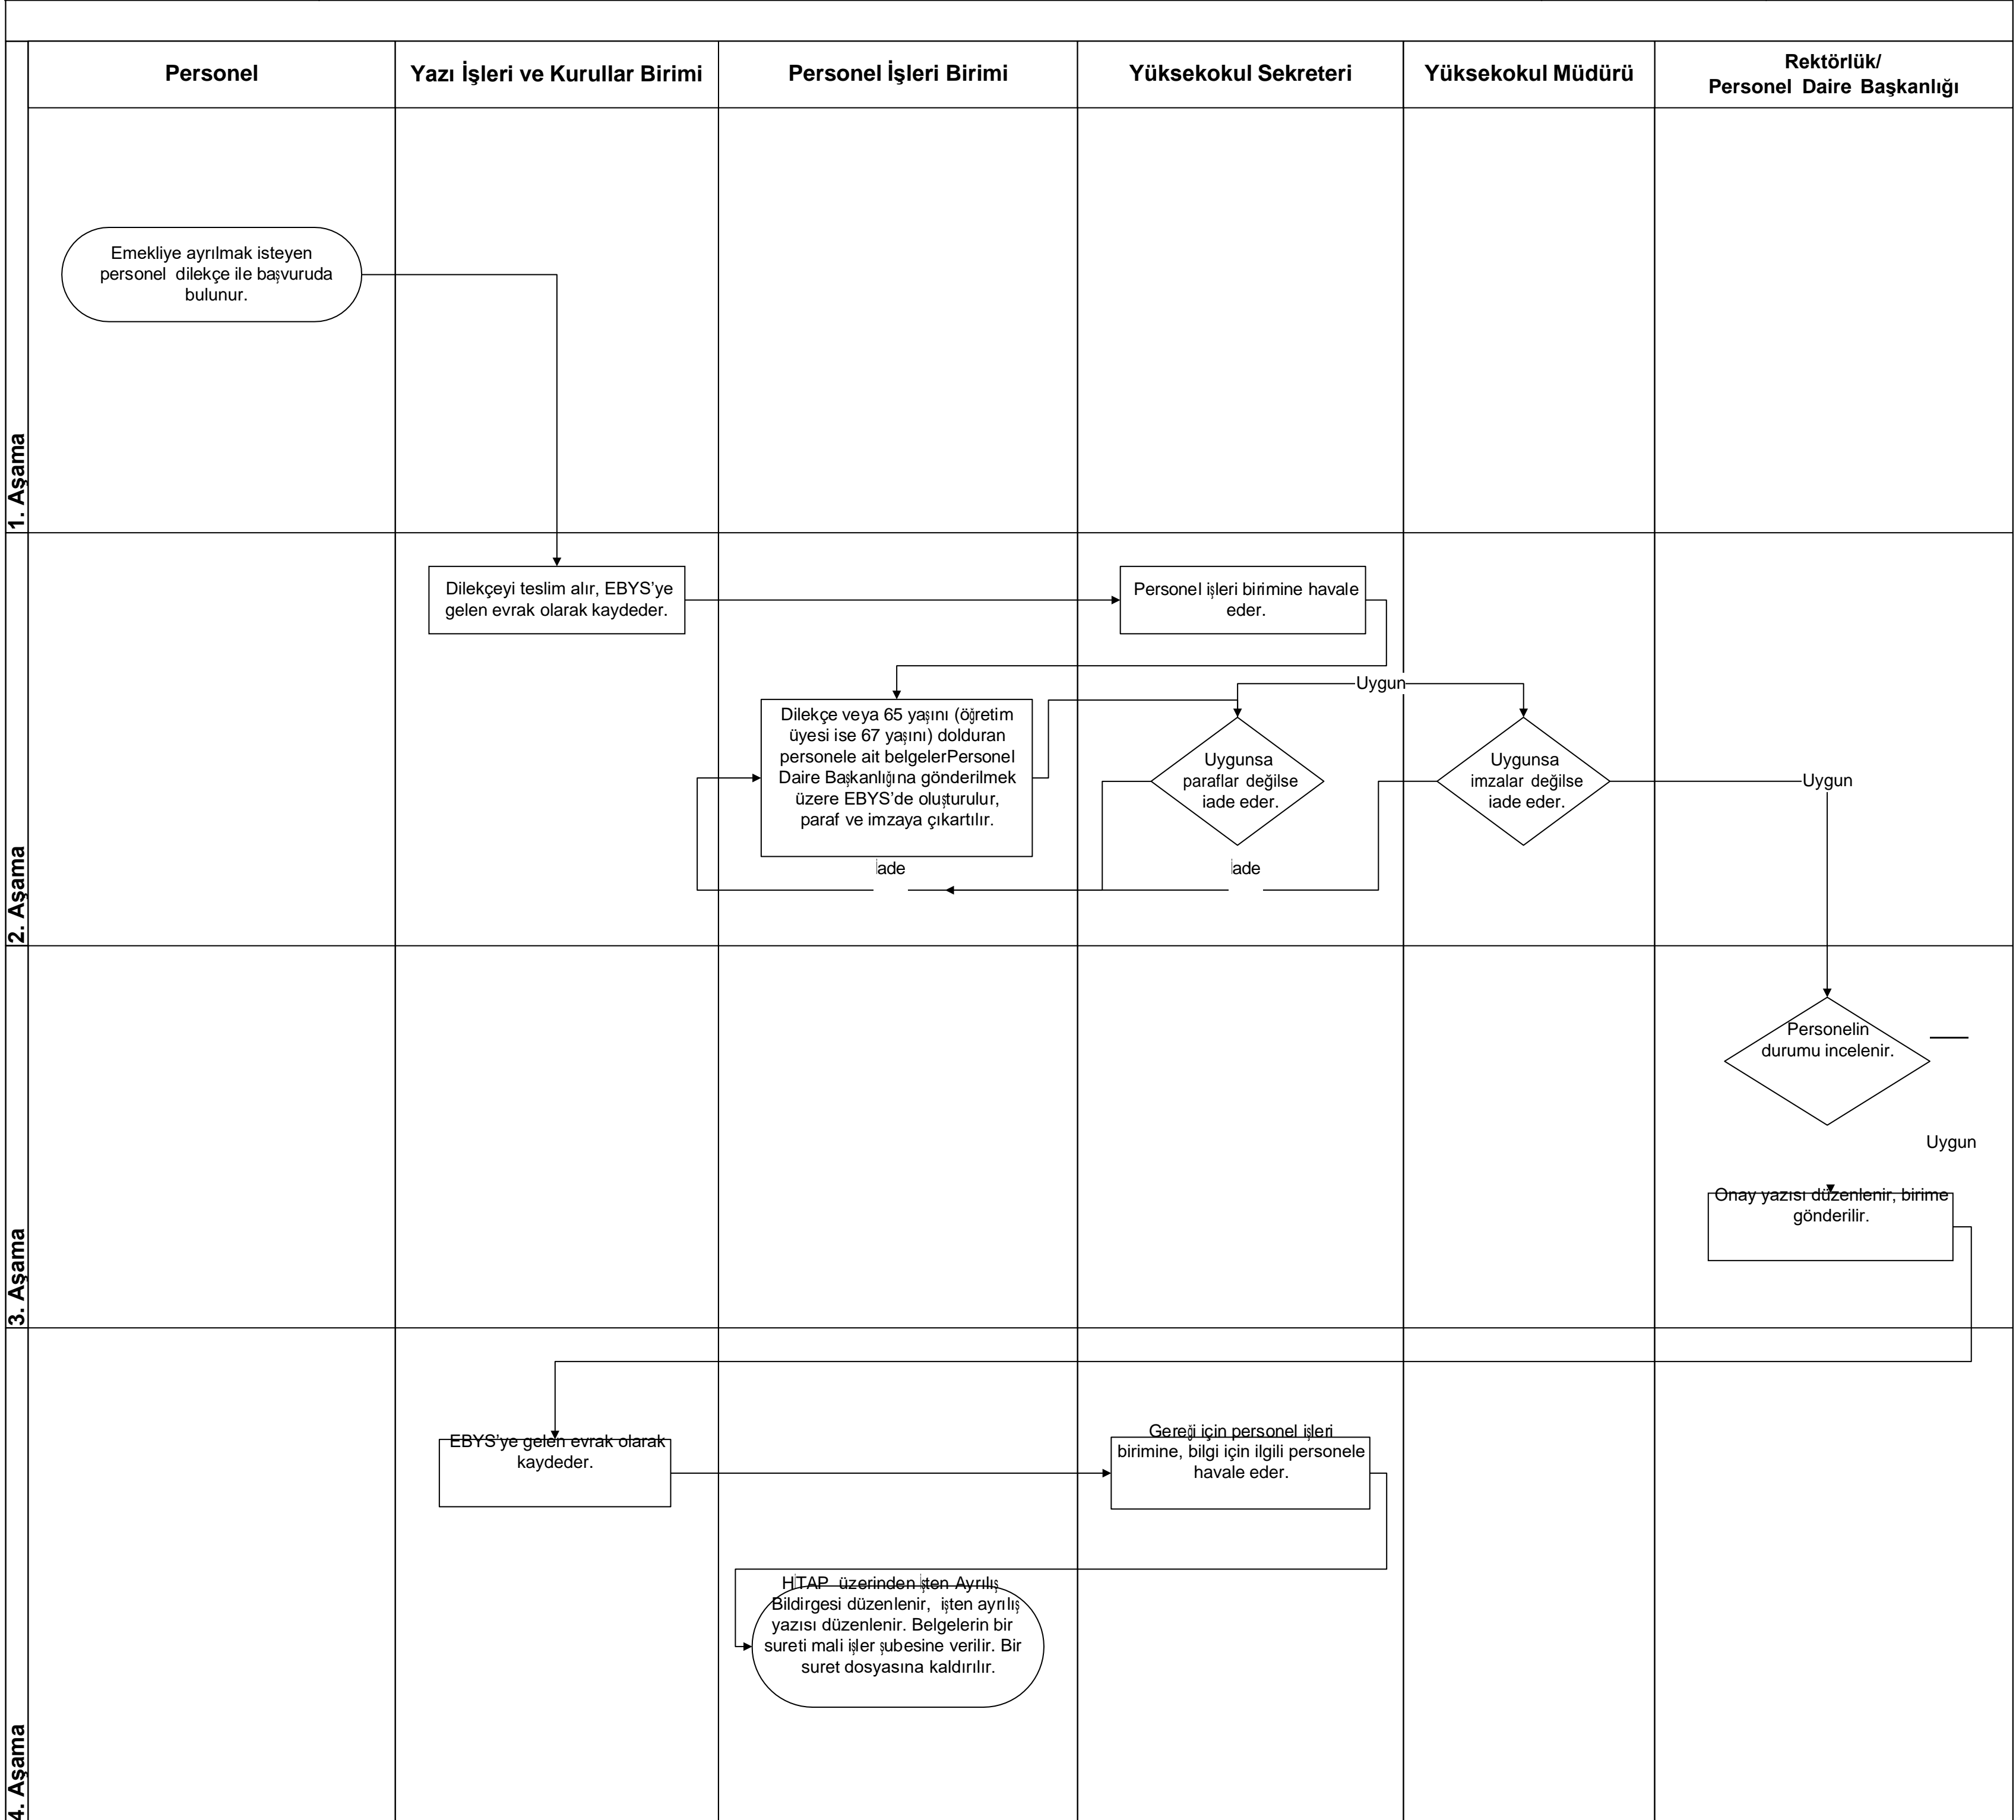 Personel
Yazı İşleri ve Kurullar Birimi
Personel İşleri Birimi
Yüksekokul Sekreteri
Yüksekokul Müdürü
Rektörlük/
Personel Daire Başkanlığı
1. Aşama
Emekliye ayrılmak isteyen
personel dilekçe ile başvuruda
bulunur.
2. Aşama
Dilekçeyi teslim alır, EBYS’ye
gelen evrak olarak kaydeder.
Personel işleri birimine havale
eder.
Dilekçe veya 65 yaşını (öğretim
üyesi ise 67 yaşını) dolduran
personele ait belgelerPersonel
Daire Başkanlığına gönderilmek
üzere EBYS’de oluşturulur,
paraf ve imzaya çıkartılır.
Uygun
Uygunsa
paraflar değilse
iade eder.
Uygunsa
imzalar değilse
iade eder.
Uygun
İade
İade
3. Aşama
Personelin
durumu incelenir.
Uygun
Onay yazısı düzenlenir, birime
gönderilir.
4. Aşama
EBYS’ye gelen evrak olarak
kaydeder.
Gereği için personel işleri
birimine, bilgi için ilgili personele
havale eder.
HİTAP üzerinden İşten Ayrılış
Bildirgesi düzenlenir, işten ayrılış
yazısı düzenlenir. Belgelerin bir
sureti mali işler şubesine verilir. Bir
suret dosyasına kaldırılır.